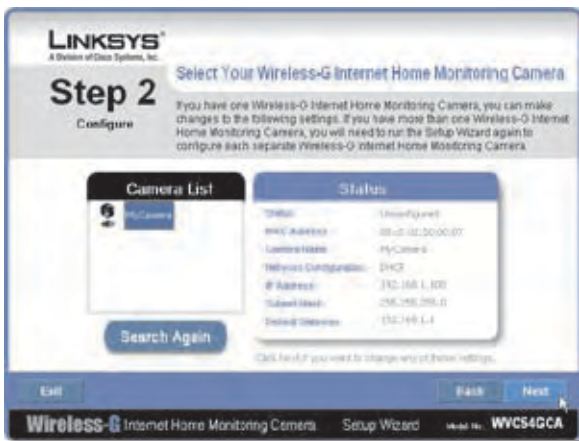 LINKSYS®
A Division of Cisco Systems, Inc.
Step 2
Configure
Select Your Wireless-G Internet Home Monitoring Camera
If you have one Wireless-G Internet Home Monitoring Camera, you can make
changes to the following settings. If you have more than one Wireless-G Internet
Home Monitoring Camera, you will need to run the Setup Wizard again to
configure each separate Wireless-G Internet Home Monitoring Camera.
Camera List
MyCamera
Status
Status: Unconfigured
MAC Address:
Camera Name: MyCamera
Network Configuration: DHCP
IP Address: 192.168.1.100
Subnet Mask: 255.255.255.0
Default Gateway: 192.168.1.1
Search Again
Click Next if you want to change any of these settings.
Exit
Back
Next
Wireless-G Internet Home Monitoring Camera
Setup Wizard
Model No. WVC54GCA